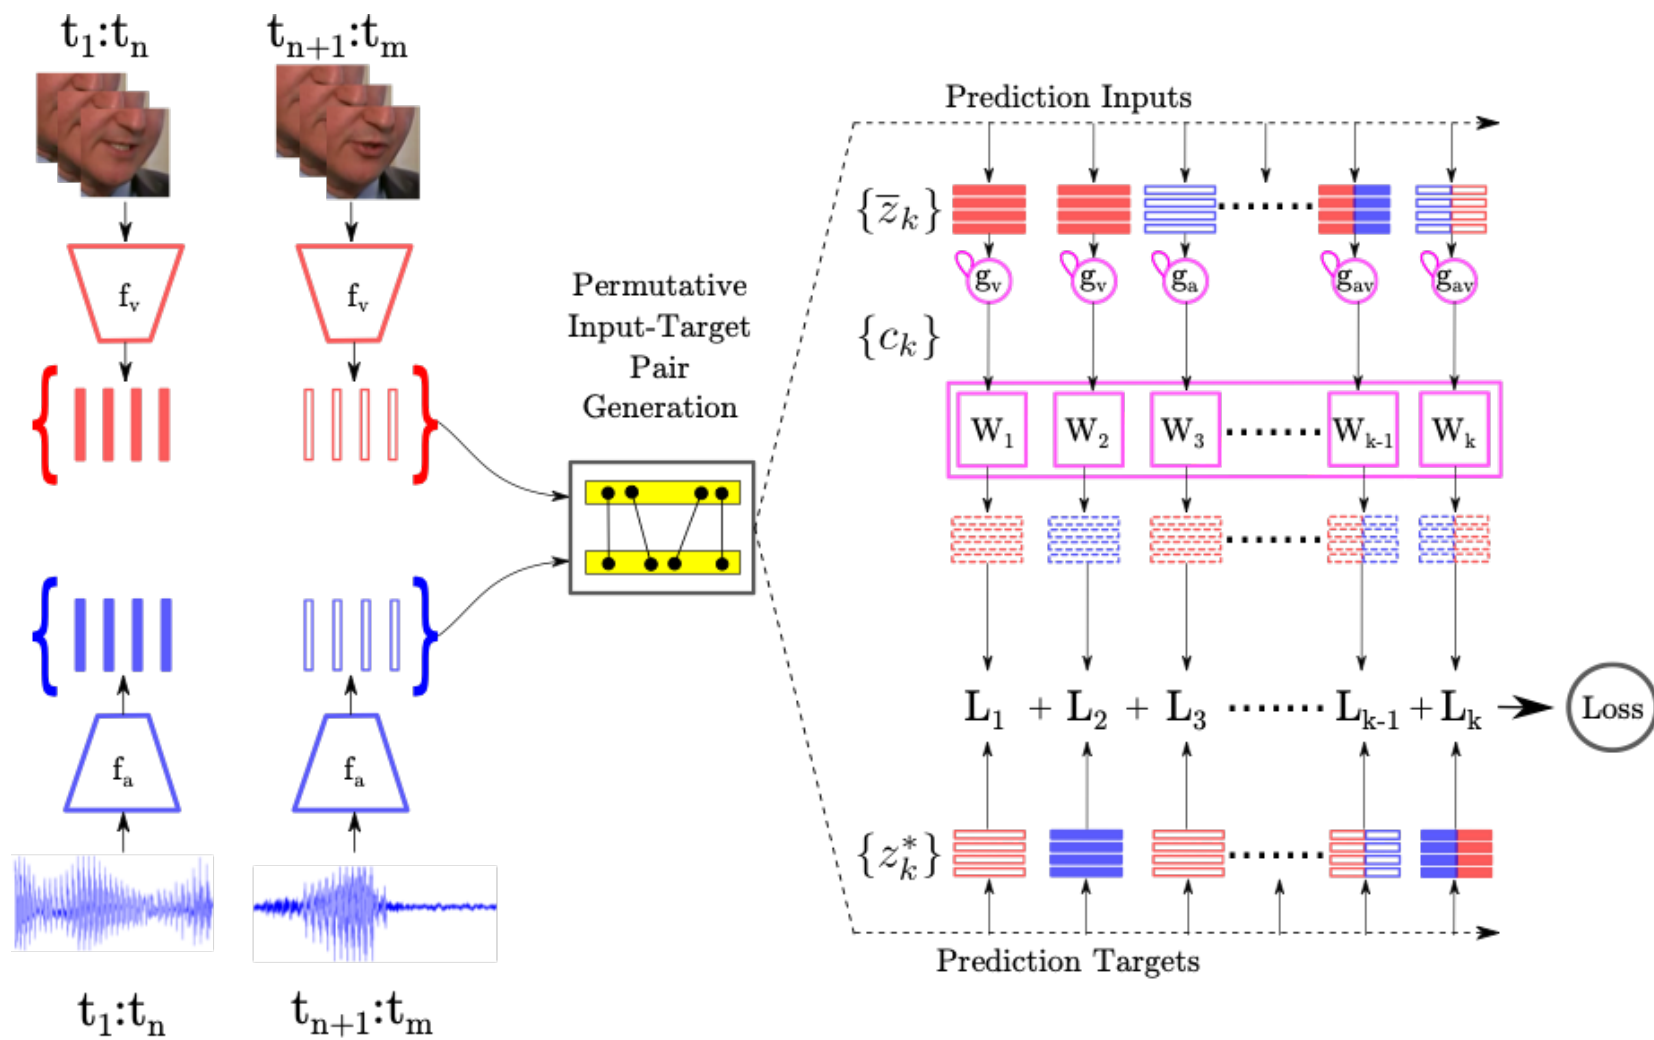 t₁:tₙ
tₙ₊₁:tₘ
fᵥ
fᵥ
Permutative
Input-Target
Pair
Generation
fₐ
fₐ
t₁:tₙ
tₙ₊₁:tₘ
Prediction Inputs
{z̅ₖ}
gᵥ gᵥ gₐ gₐᵥ gₐᵥ
{cₖ}
W₁ W₂ W₃ ....... Wₖ₋₁ Wₖ
L₁ + L₂ + L₃ ....... Lₖ₋₁ + Lₖ
Loss
{z*ₖ}
Prediction Targets